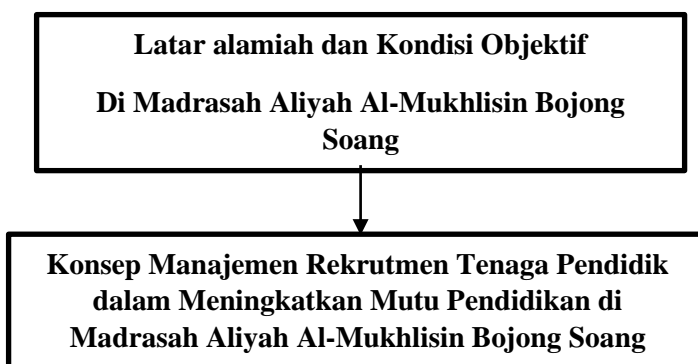 Latar alamiah dan Kondisi Objektif
Di Madrasah Aliyah Al-Mukhlisin Bojong
Soang
Konsep Manajemen Rekrutmen Tenaga Pendidik
dalam Meningkatkan Mutu Pendidikan di
Madrasah Aliyah Al-Mukhlisin Bojong Soang